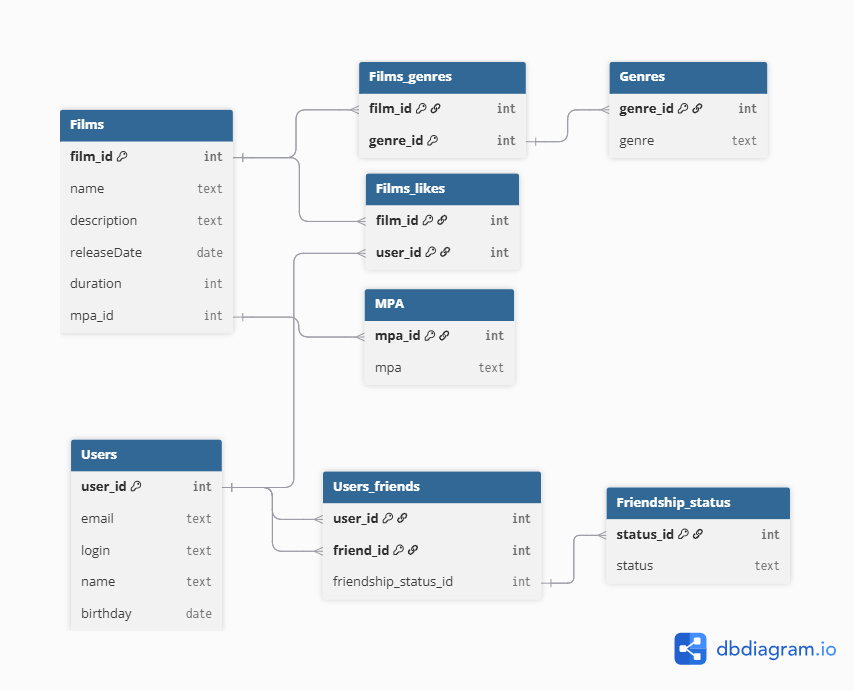 Films
film_id int
name text
description text
releaseDate date
duration int
mpa_id int
Films_genres
film_id int
genre_id int
Genres
genre_id int
genre text
Films_likes
film_id int
user_id int
MPA
mpa_id int
mpa text
Users
user_id int
email text
login text
name text
birthday date
Users_friends
user_id int
friend_id int
friendship_status_id int
Friendship_status
status_id int
status text
dbdiagram.io